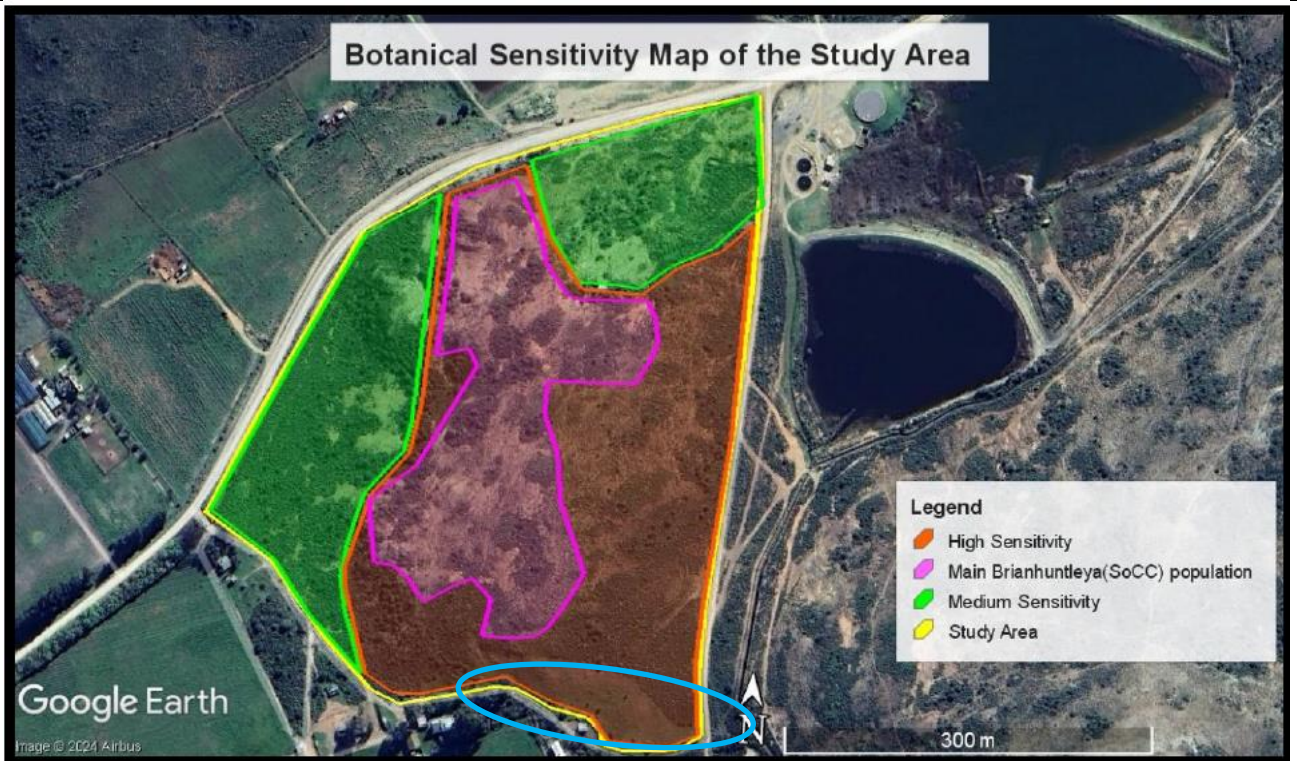 Botanical Sensitivity Map of the Study Area
Legend
High Sensitivity
Main Brianhuntleya(SoCC) population
Medium Sensitivity
Study Area
Google Earth
Image © 2024 Airbus
N
300 m